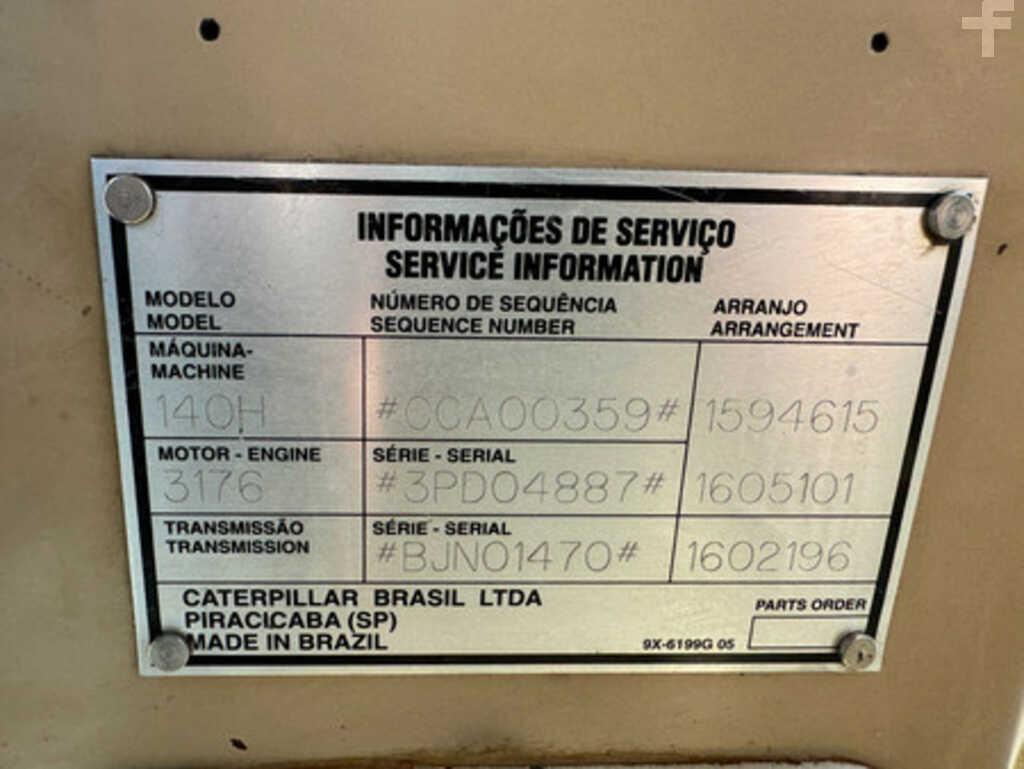 INFORMAÇÕES DE SERVIÇO
SERVICE INFORMATION
MODELO NÚMERO DE SEQUÊNCIA ARRANJO
MODEL SEQUENCE NUMBER ARRANGEMENT
MÁQUINA-
MACHINE
140H #CCA00359# 1594615
MOTOR - ENGINE SÉRIE - SERIAL
3176 #3PD04887# 1605101
TRANSMISSÃO SÉRIE - SERIAL
TRANSMISSION #BJN01470# 1602196
CATERPILLAR BRASIL LTDA
PIRACICABA (SP)
MADE IN BRAZIL
PARTS ORDER
9X-6199G 05